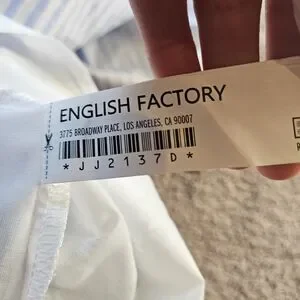 ENGLISH FACTORY
3775 BROADWAY PLACE, LOS ANGELES, CA 90007
*JJ2137D*